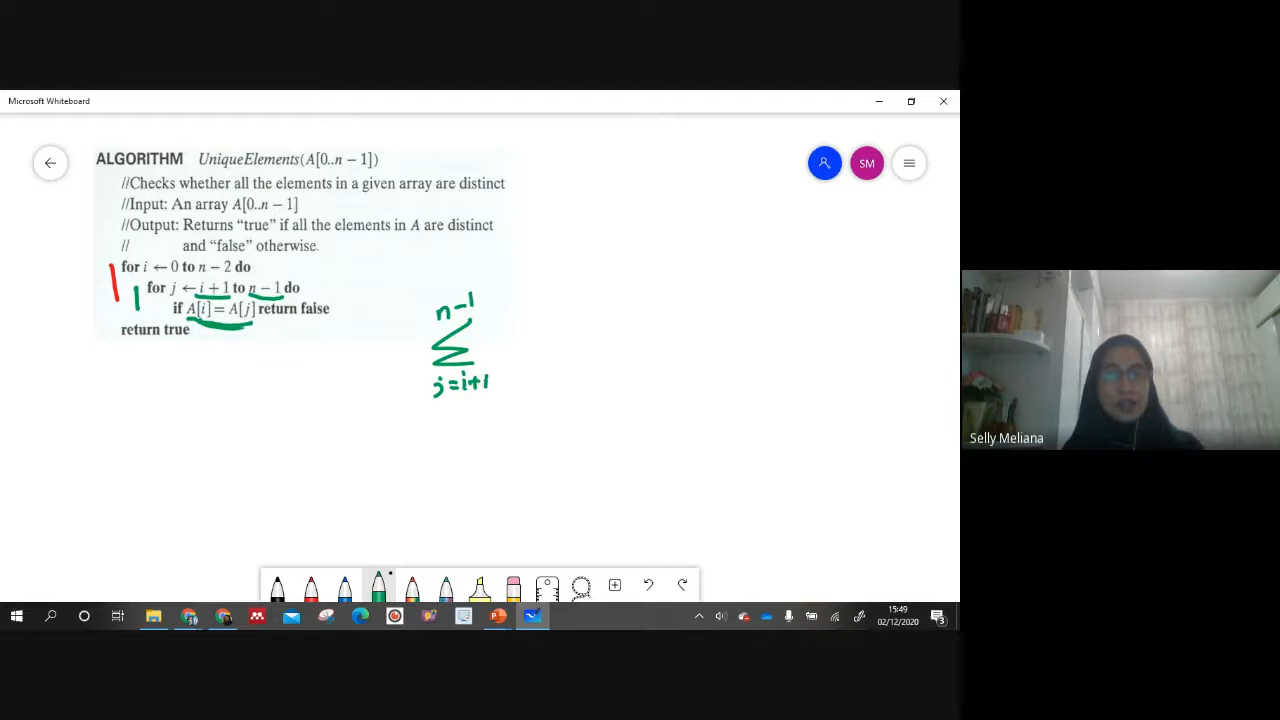 Microsoft Whiteboard
SM
ALGORITHM UniqueElements(A[0..n − 1])
//Checks whether all the elements in a given array are distinct
//Input: An array A[0..n − 1]
//Output: Returns “true” if all the elements in A are distinct
// and “false” otherwise.
for i ← 0 to n − 2 do
for j ← i + 1 to n − 1 do
if A[i] = A[j] return false
return true
n-1
Σ
j=i+1
Selly Meliana
15:49
02/12/2020
3